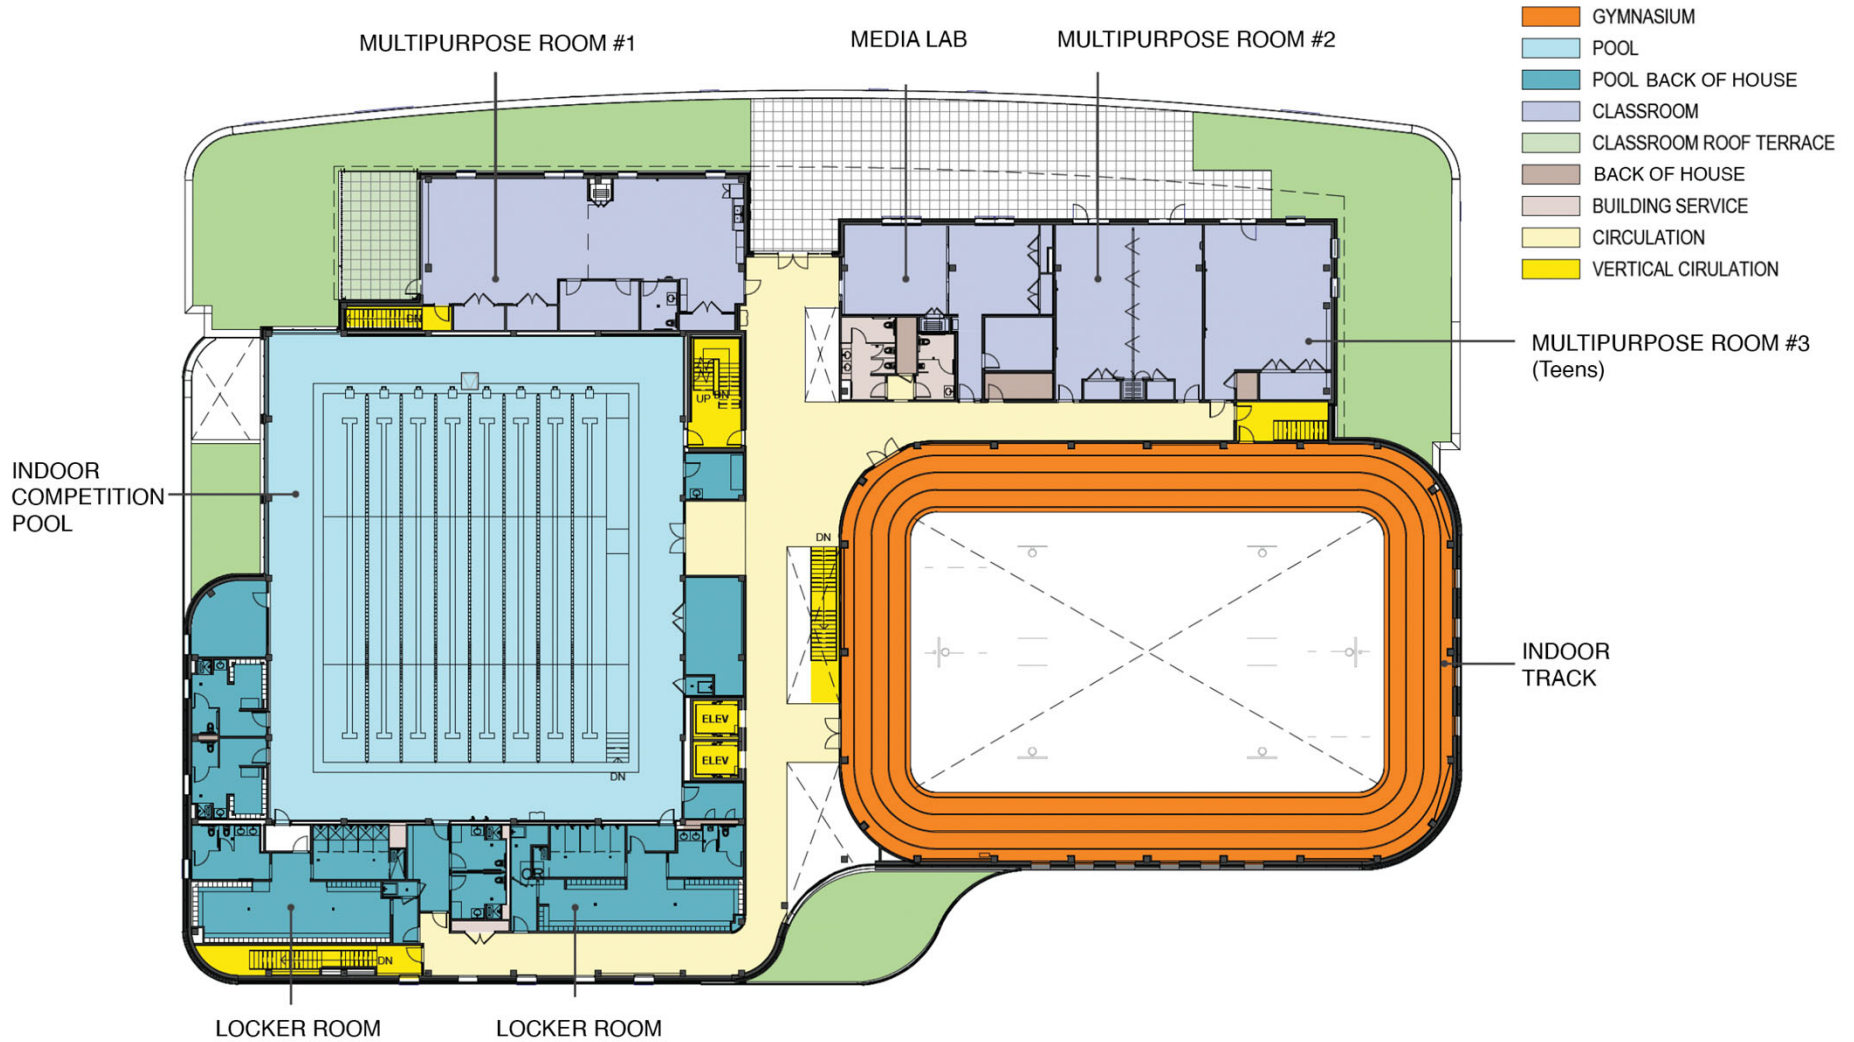 MULTIPURPOSE ROOM #1
MEDIA LAB
MULTIPURPOSE ROOM #2
GYMNASIUM
POOL
POOL BACK OF HOUSE
CLASSROOM
CLASSROOM ROOF TERRACE
BACK OF HOUSE
BUILDING SERVICE
CIRCULATION
VERTICAL CIRULATION
DN
MULTIPURPOSE ROOM #3
(Teens)
UP
DN
INDOOR
COMPETITION
POOL
DN
INDOOR
TRACK
ELEV
ELEV
DN
DN
LOCKER ROOM
LOCKER ROOM